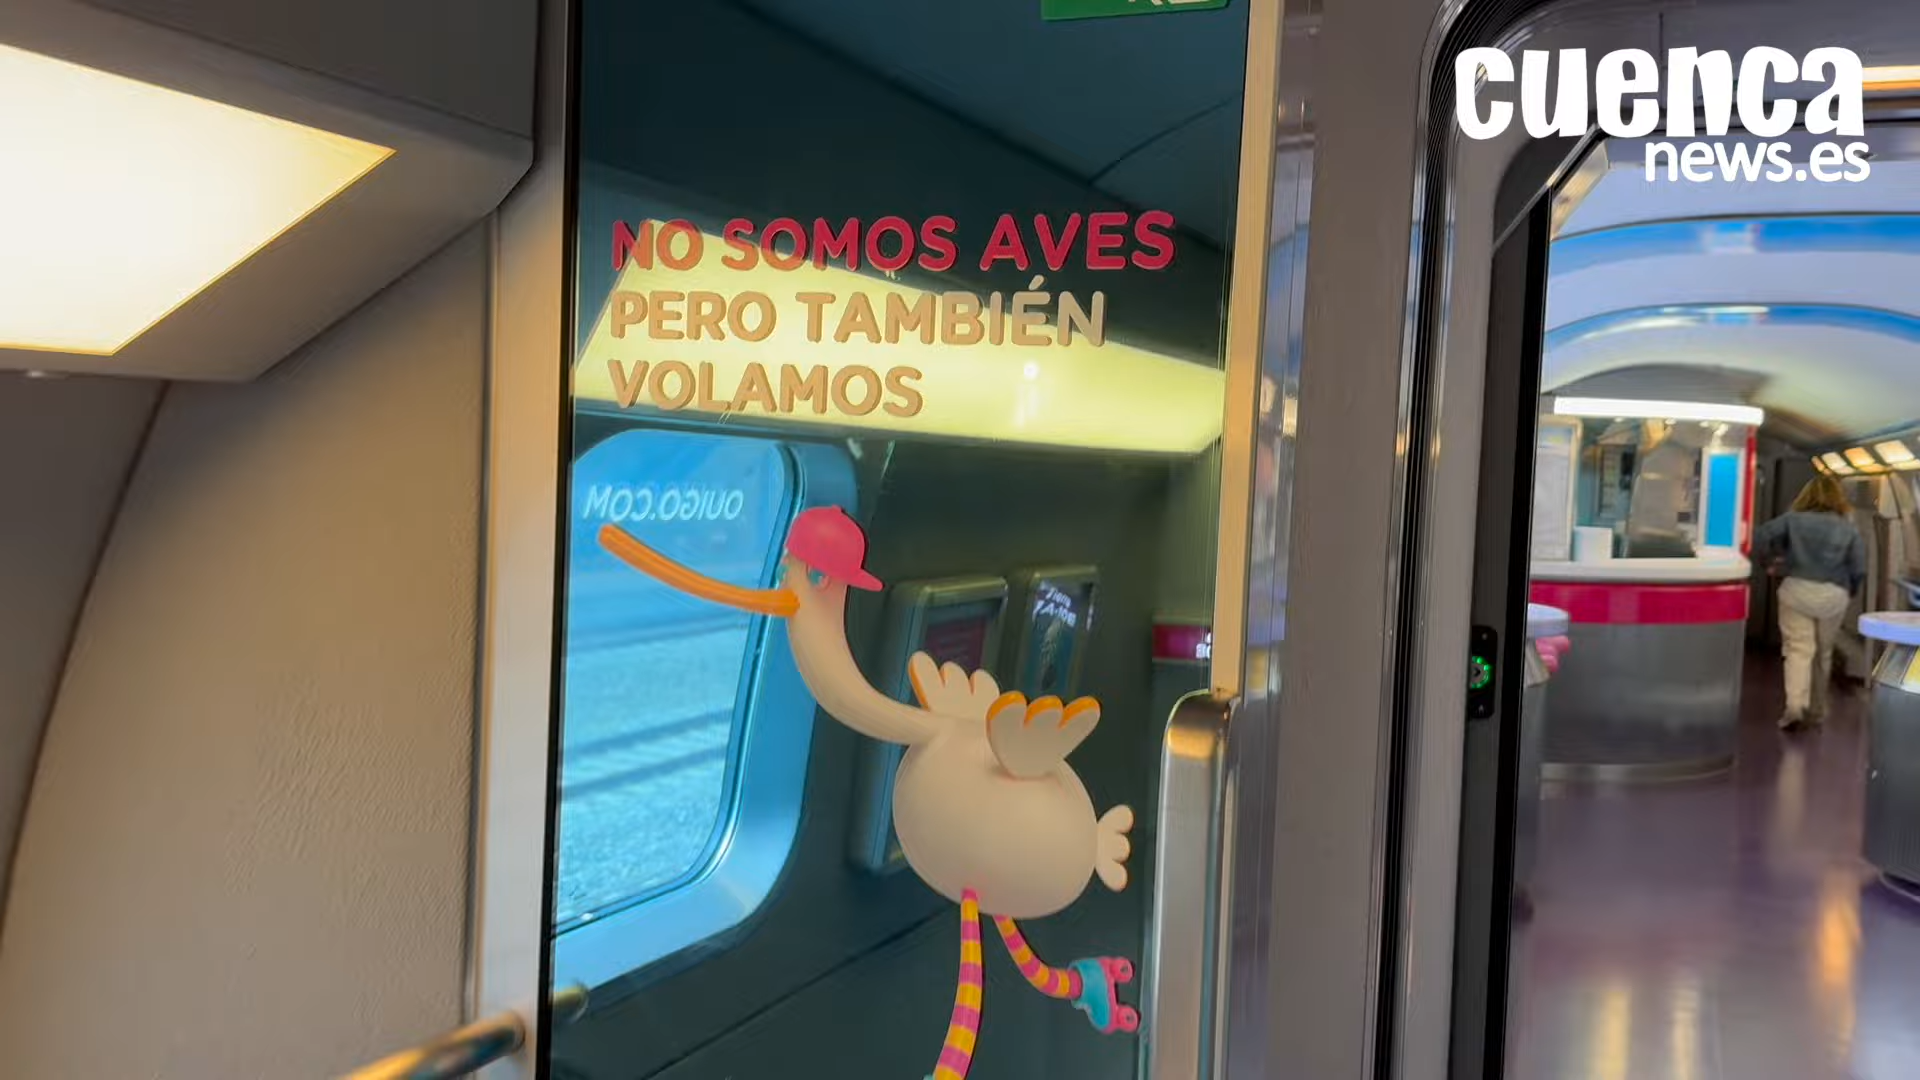 cuenca
news.es
NO SOMOS AVES
PERO TAMBIÉN
VOLAMOS
OUIGO.COM